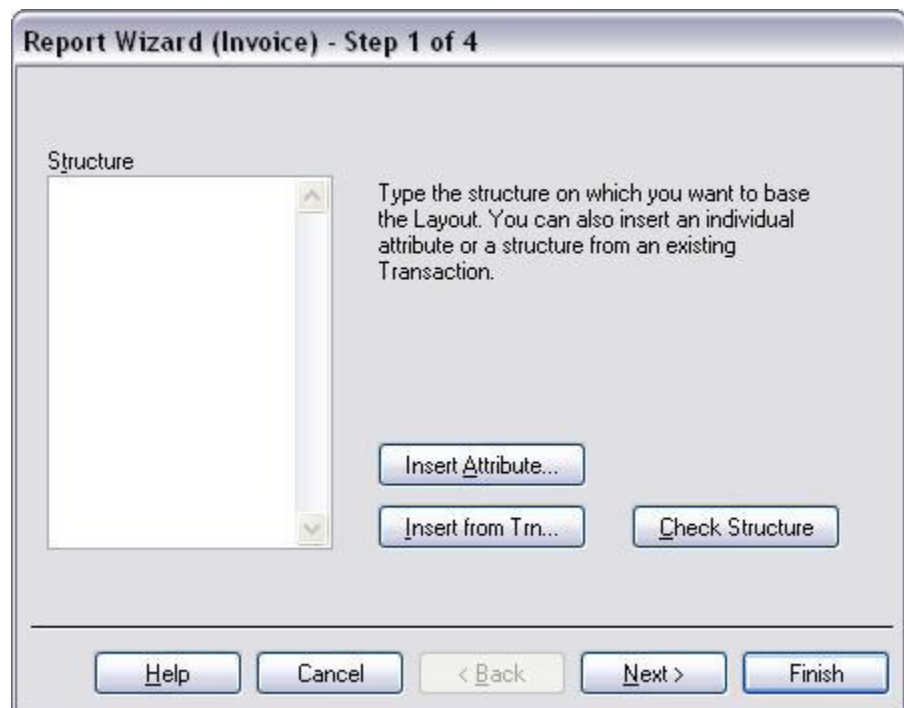 Report Wizard (Invoice) - Step 1 of 4
Structure
Type the structure on which you want to base
the Layout. You can also insert an individual
attribute or a structure from an existing
Transaction.
Insert Attribute...
Insert from Trn...
Check Structure
Help
Cancel
< Back
Next >
Finish